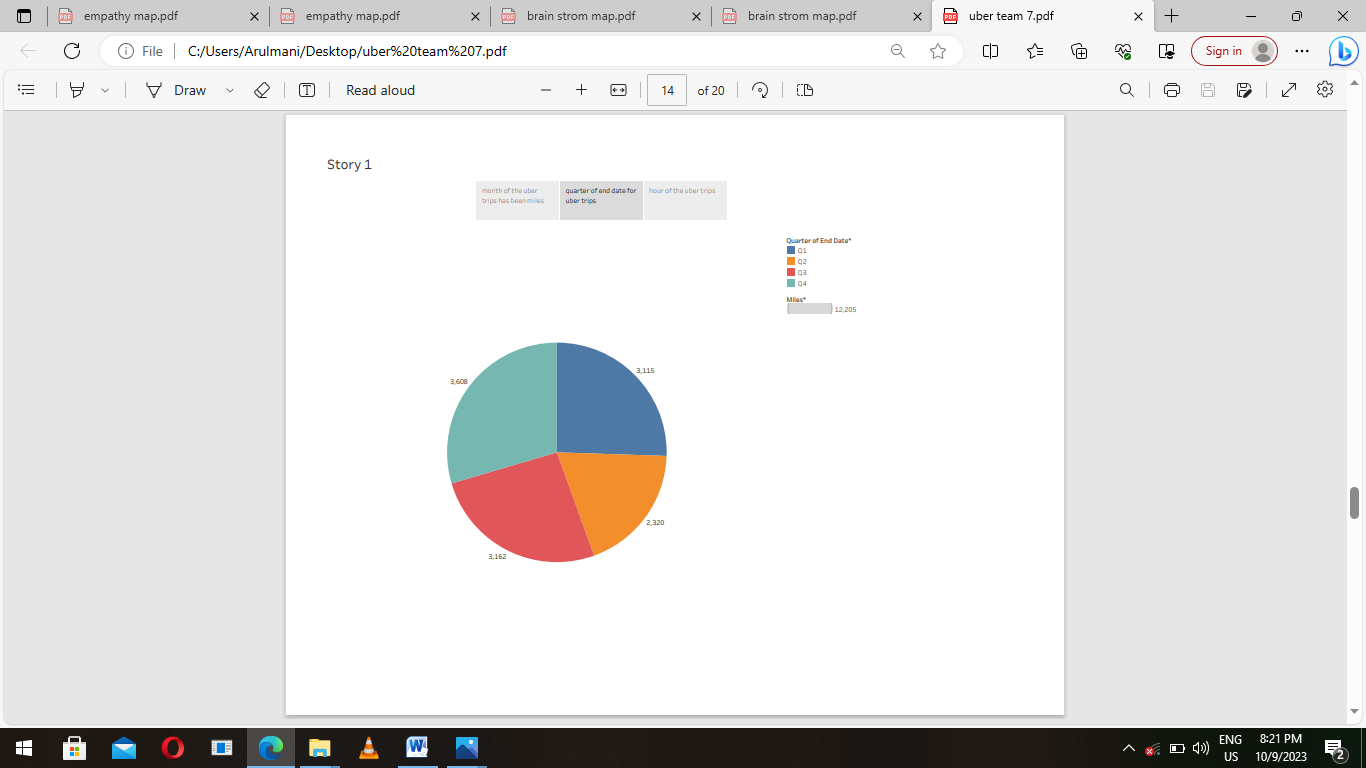 empathy map.pdf
empathy map.pdf
brain strom map.pdf
brain strom map.pdf
uber team 7.pdf
File
C:/Users/Arulmani/Desktop/uber%20team%207.pdf
Sign in
Draw
Read aloud
14
of 20
Story 1
month of the uber
trips has been miles
quarter of end date for
uber trips
hour of the uber trips
Quarter of End Date*
Q1
Q2
Q3
Q4
Miles*
12,205
3,608
3,115
2,320
3,162
ENG
US
8:21 PM
10/9/2023
2